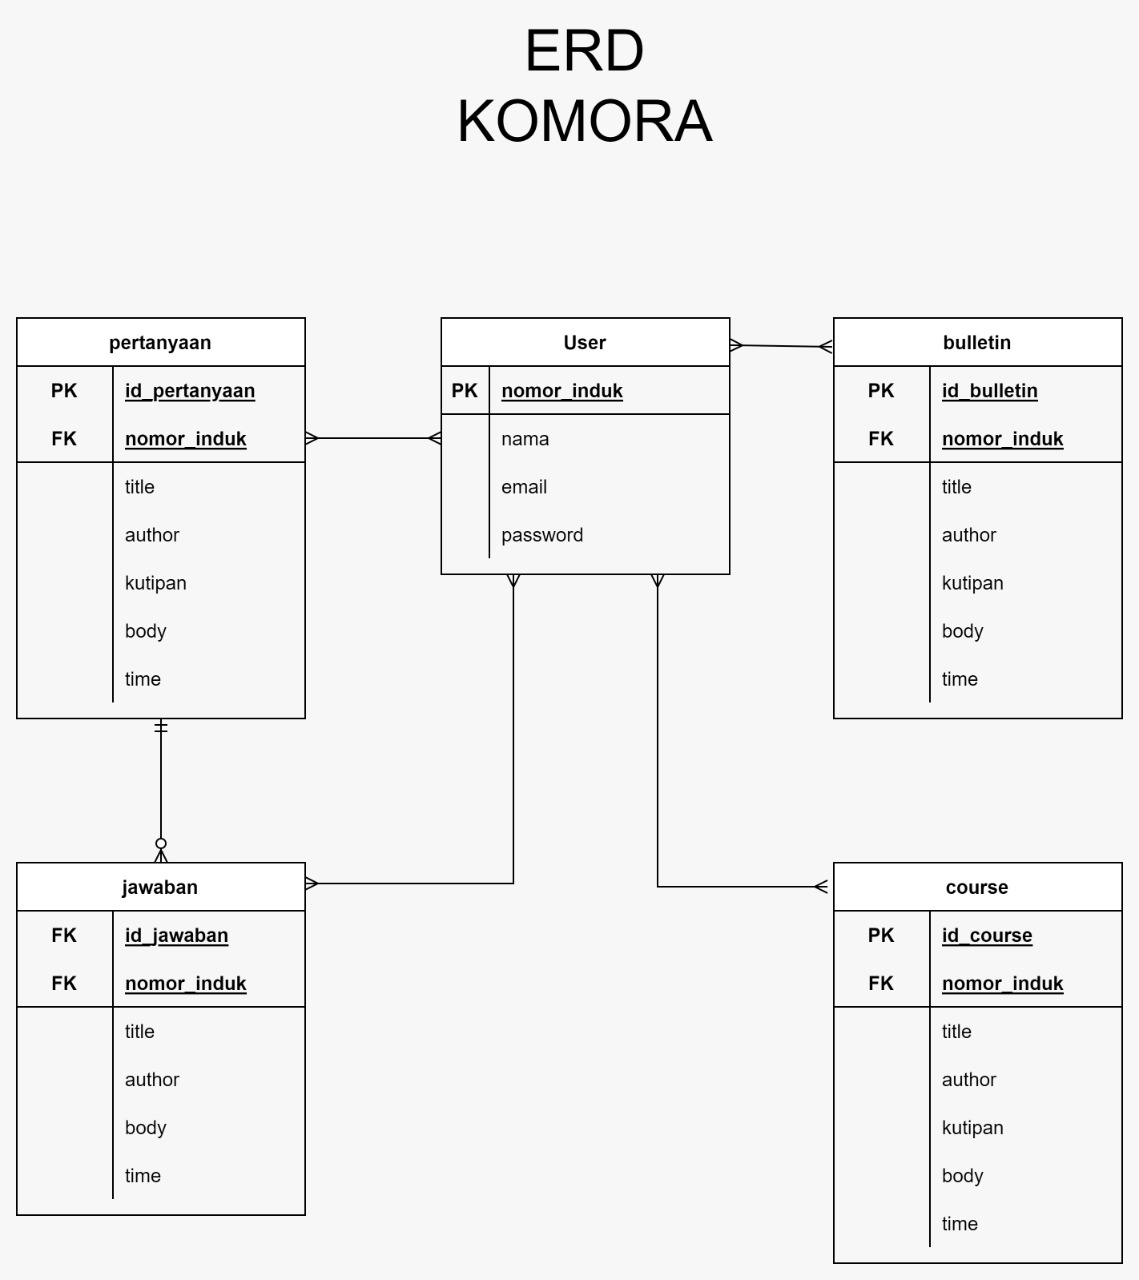 ERD
KOMORA
pertanyaan
PK id_pertanyaan
FK nomor_induk
title
author
kutipan
body
time
User
PK nomor_induk
nama
email
password
bulletin
PK id_bulletin
FK nomor_induk
title
author
kutipan
body
time
jawaban
FK id_jawaban
FK nomor_induk
title
author
body
time
course
PK id_course
FK nomor_induk
title
author
kutipan
body
time